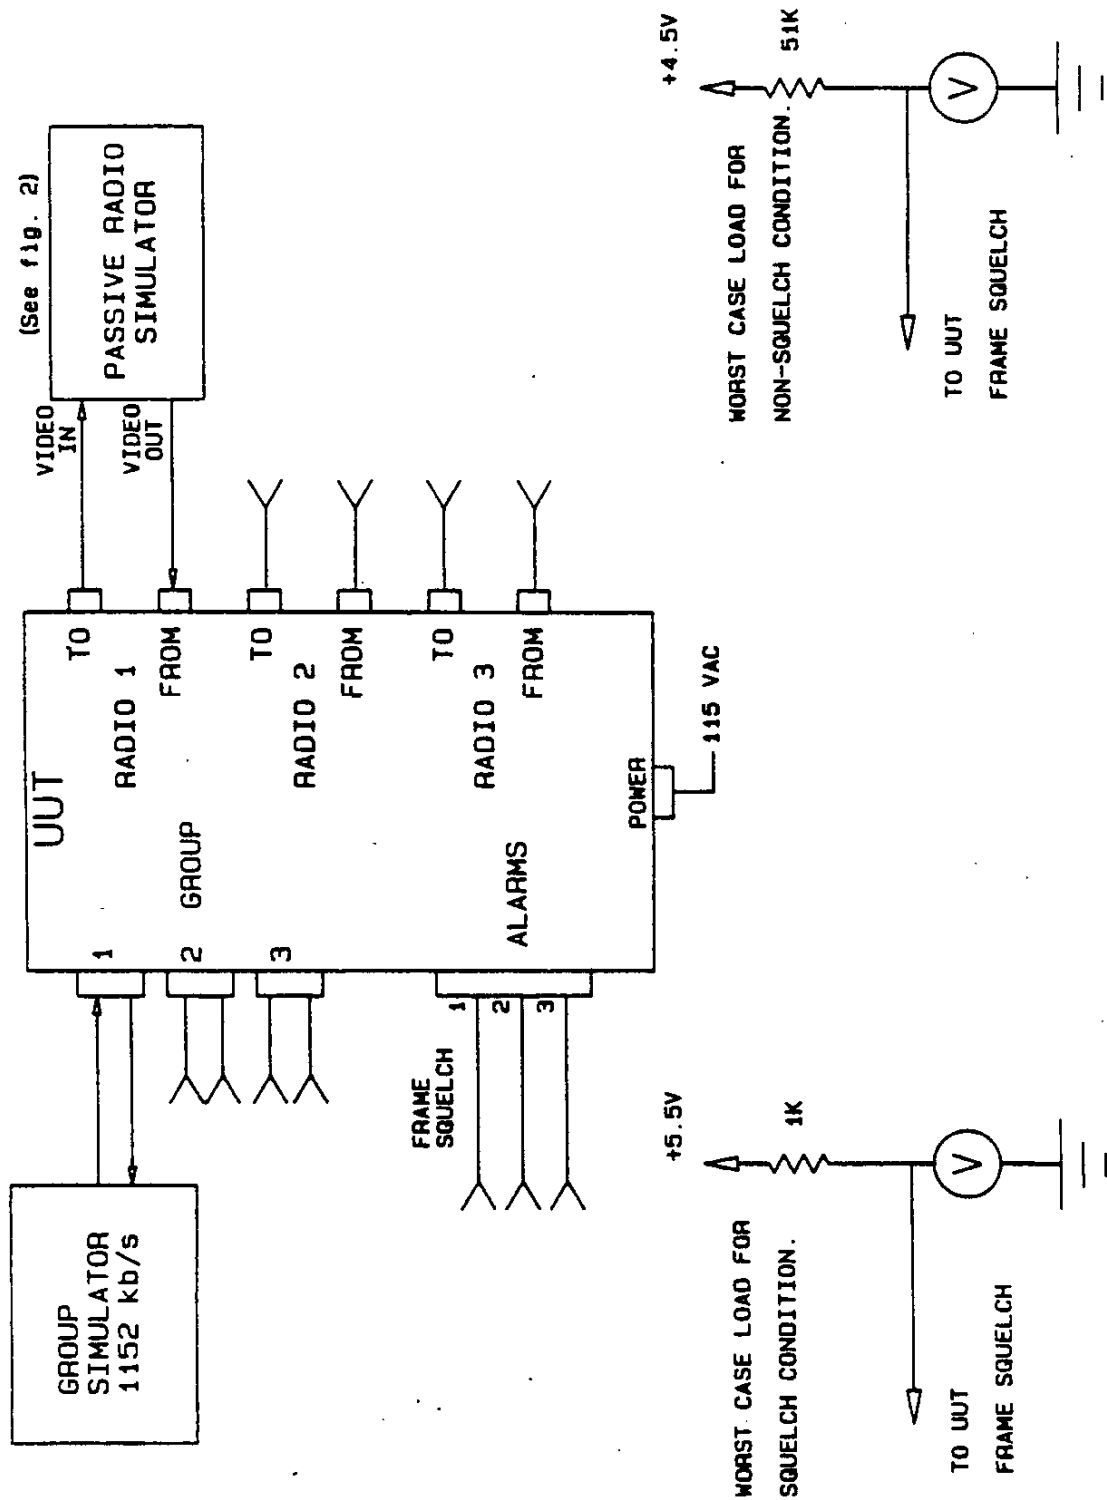 GROUP
SIMULATOR
1152 kb/s
UUT
1
2
3
GROUP
RADIO 1
TO
FROM
RADIO 2
TO
FROM
RADIO 3
TO
FROM
ALARMS
POWER
115 VAC
FRAME
SQUELCH
1
2
3
VIDEO
IN
VIDEO
OUT
(See fig. 2)
PASSIVE RADIO
SIMULATOR
WORST CASE LOAD FOR
SQUELCH CONDITION.
+5.5V
1K
V
TO UUT
FRAME SQUELCH
WORST CASE LOAD FOR
NON-SQUELCH CONDITION.
+4.5V
51K
V
TO UUT
FRAME SQUELCH